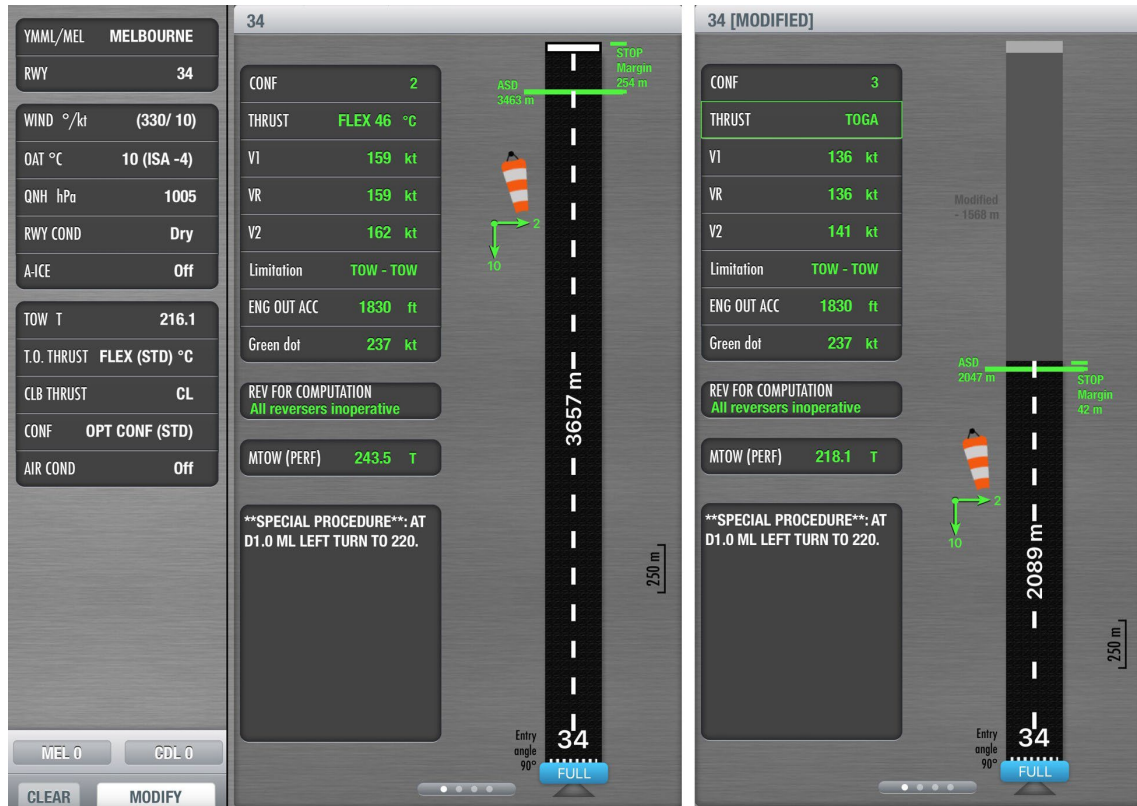 YMML/MEL MELBOURNE
RWY 34
WIND °/kt (330/ 10)
OAT °C 10 (ISA -4)
QNH hPa 1005
RWY COND Dry
A-ICE Off
TOW T 216.1
T.O. THRUST FLEX (STD) °C
CLB THRUST CL
CONF OPT CONF (STD)
AIR COND Off
MEL 0 CDL 0
CLEAR MODIFY
34
CONF 2
THRUST FLEX 46 °C
V1 159 kt
VR 159 kt
V2 162 kt
Limitation TOW - TOW
ENG OUT ACC 1830 ft
Green dot 237 kt
REV FOR COMPUTATION
All reversers inoperative
MTOW (PERF) 243.5 T
**SPECIAL PROCEDURE**: AT
D1.0 ML LEFT TURN TO 220.
STOP
Margin
254 m
ASD
3463 m
2
10
3657 m
250 m
Entry
angle
90°
34
FULL
34 [MODIFIED]
CONF 3
THRUST TOGA
V1 136 kt
VR 136 kt
V2 141 kt
Limitation TOW - TOW
ENG OUT ACC 1830 ft
Green dot 237 kt
REV FOR COMPUTATION
All reversers inoperative
MTOW (PERF) 218.1 T
**SPECIAL PROCEDURE**: AT
D1.0 ML LEFT TURN TO 220.
Modified
- 1568 m
ASD
2047 m
STOP
Margin
42 m
2
10
2089 m
250 m
Entry
angle
90°
34
FULL